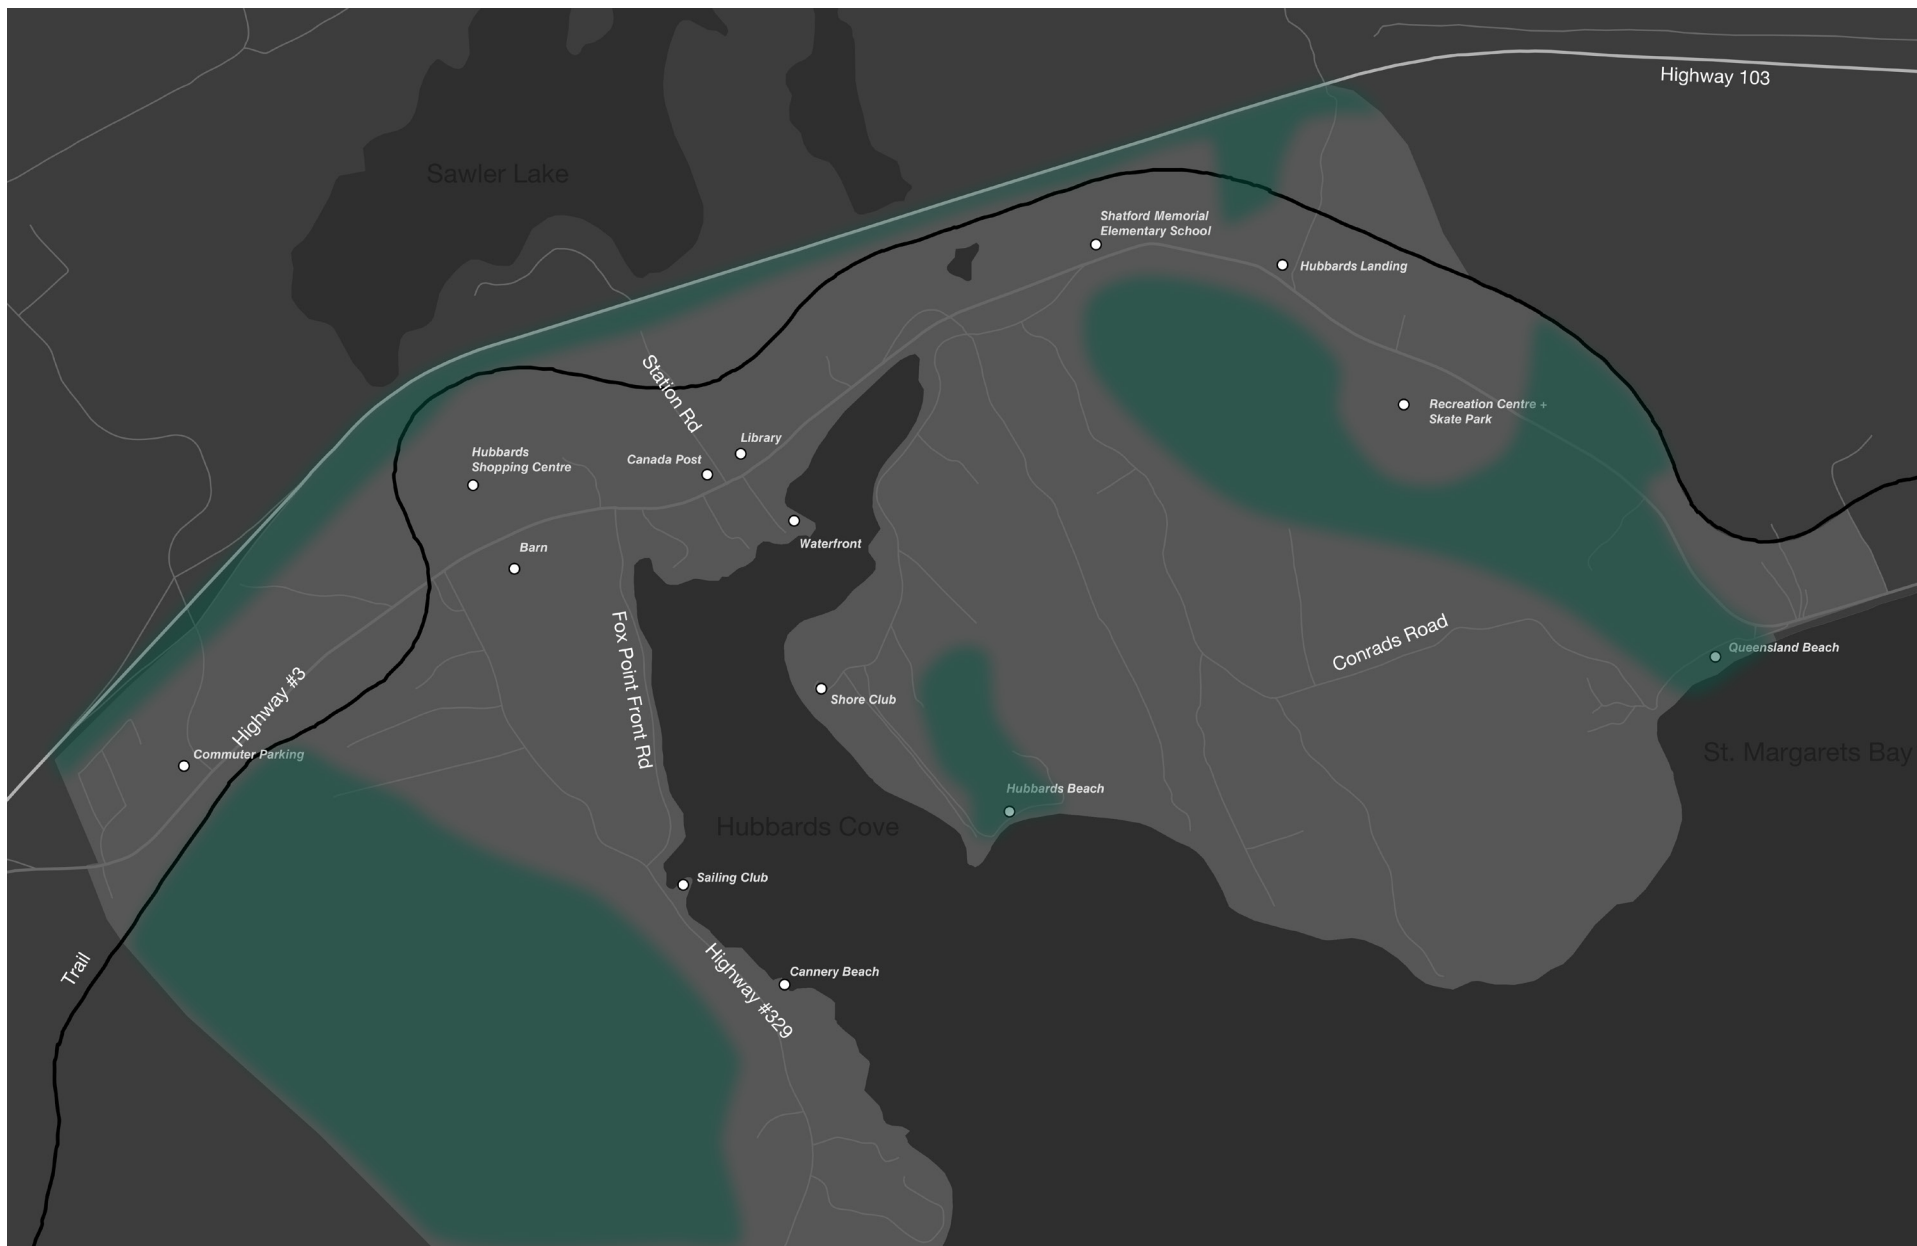 Highway 103
Sawler Lake
Shatford Memorial
Elementary School
Hubbards Landing
Station Rd
Recreation Centre +
Skate Park
Library
Canada Post
Hubbards
Shopping Centre
Waterfront
Barn
Fox Point Front Rd
Conrads Road
Queensland Beach
Highway #3
Shore Club
Commuter Parking
St. Margarets Bay
Hubbards Beach
Hubbards Cove
Sailing Club
Trail
Highway #329
Cannery Beach